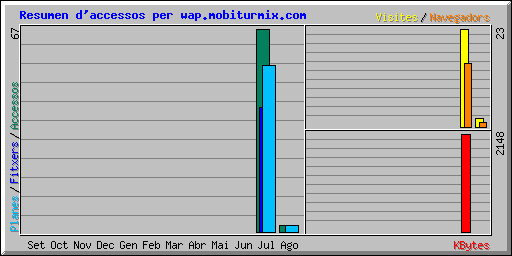 Resumen d'accessos per wap.mobiturmix.com
Visites / Navegadors
67
23
Planes / Fitxers / Accessos
2148
Set Oct Nov Dec Gen Feb Mar Abr Mai Jun Jul Ago
KBytes